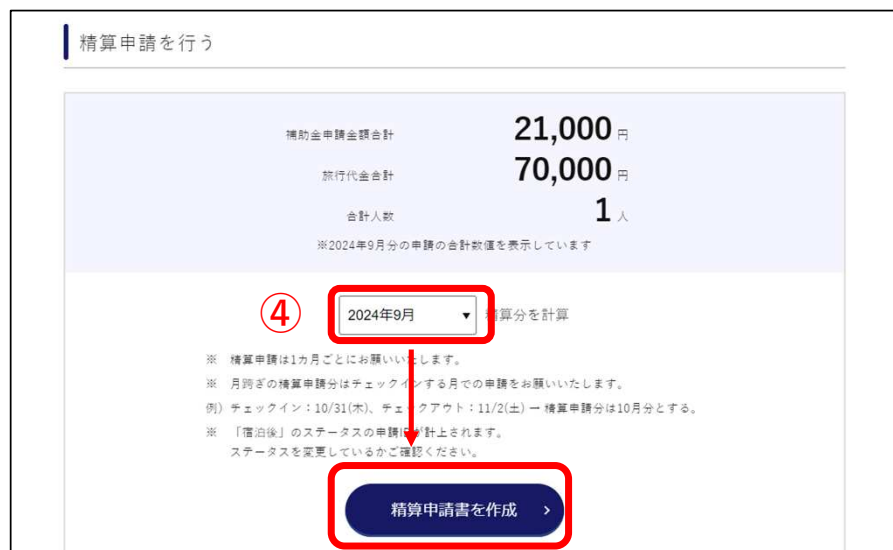 精算申請を行う
補助金申請金額合計 21,000 円
旅行代金合計 70,000 円
合計人数 1 人
※2024年9月分の申請の合計数値を表示しています
④ 2024年9月 ▼ 精算分を計算
※ 精算申請は1カ月ごとにお願いいたします。
※ 月跨ぎの精算申請分はチェックインする月での申請をお願いいたします。
例）チェックイン：10/31(木)、チェックアウト：11/2(土) ー 精算申請分は10月分とする。
※ 「宿泊後」のステータスの申請 が計上されます。
ステータスを変更しているかご確認ください。
精算申請書を作成 ›